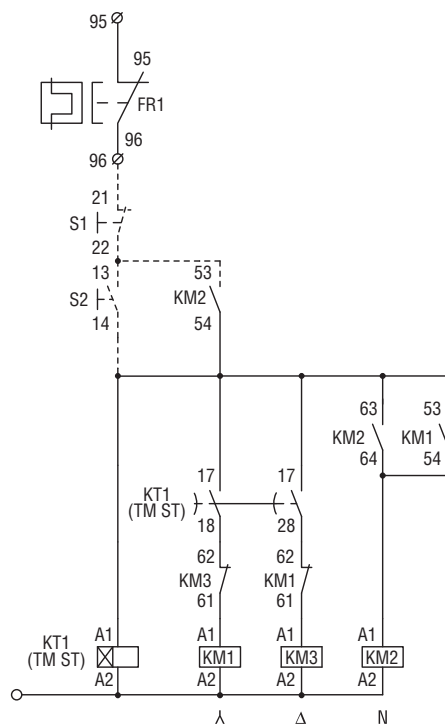 95
95
FR1
96
96
21
S1
22
13
S2
14
53
KM2
54
63
KM2
64
53
KM1
54
17
KT1
(TM ST)
18
17
28
62
KM3
61
62
KM1
61
KT1
(TM ST)
A1
A2
A1
KM1
A2
A1
KM3
A2
A1
KM2
A2
⅄
Δ
N